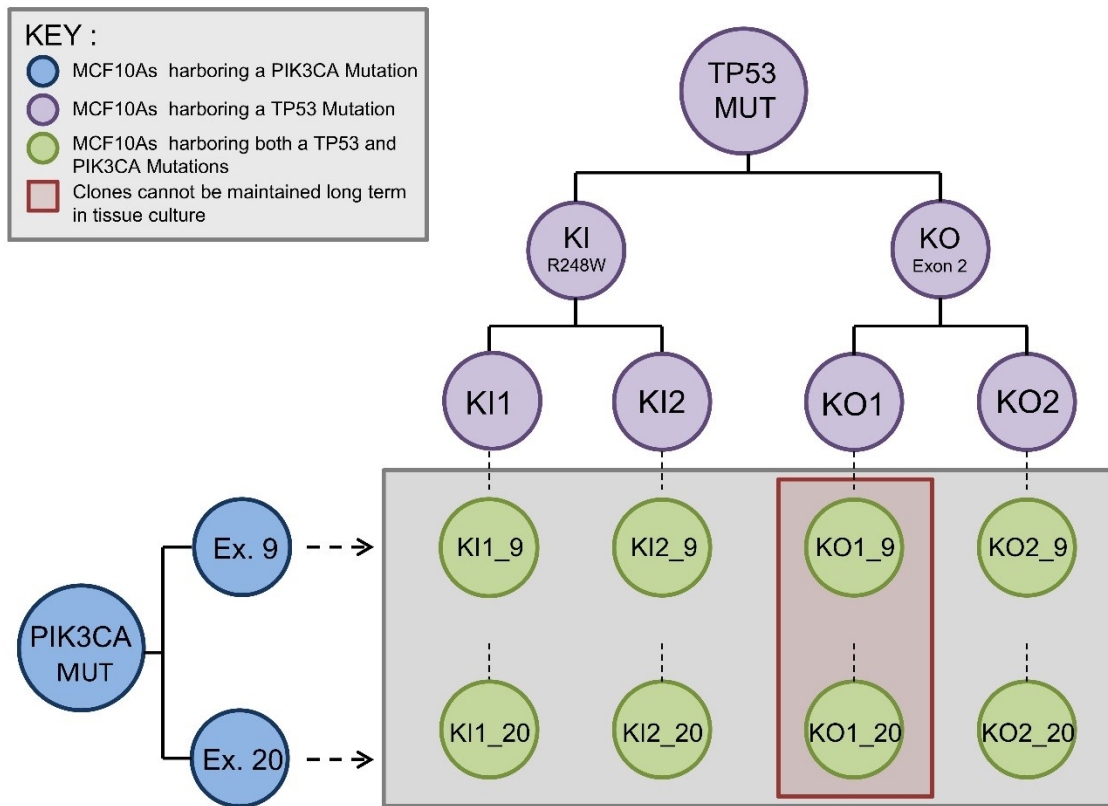 KEY :
MCF10As harboring a PIK3CA Mutation
MCF10As harboring a TP53 Mutation
MCF10As harboring both a TP53 and
PIK3CA Mutations
Clones cannot be maintained long term
in tissue culture
TP53
MUT
KI
R248W
KO
Exon 2
KI1
KI2
KO1
KO2
Ex. 9
KI1_9
KI2_9
KO1_9
KO2_9
PIK3CA
MUT
Ex. 20
KI1_20
KI2_20
KO1_20
KO2_20